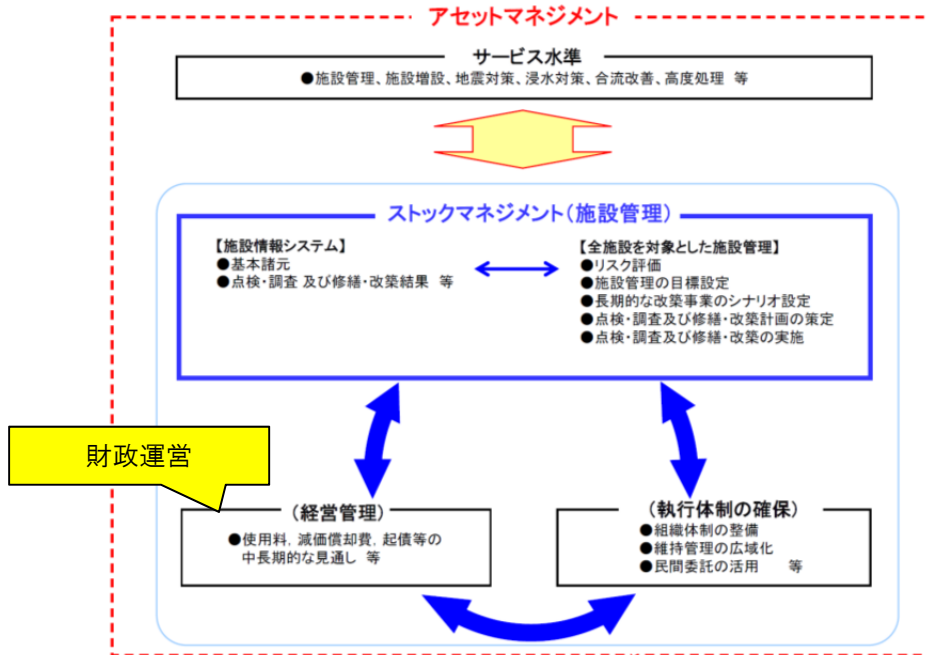 アセットマネジメント
サービス水準
●施設管理、施設増設、地震対策、浸水対策、合流改善、高度処理 等
ストックマネジメント(施設管理)
【施設情報システム】
●基本諸元
●点検・調査 及び修繕・改築結果 等
【全施設を対象とした施設管理】
●リスク評価
●施設管理の目標設定
●長期的な改築事業のシナリオ設定
●点検・調査及び修繕・改築計画の策定
●点検・調査及び修繕・改築の実施
財政運営
(経営管理)
●使用料, 減価償却費, 起債等の
中長期的な見通し 等
(執行体制の確保)
●組織体制の整備
●維持管理の広域化
●民間委託の活用 等